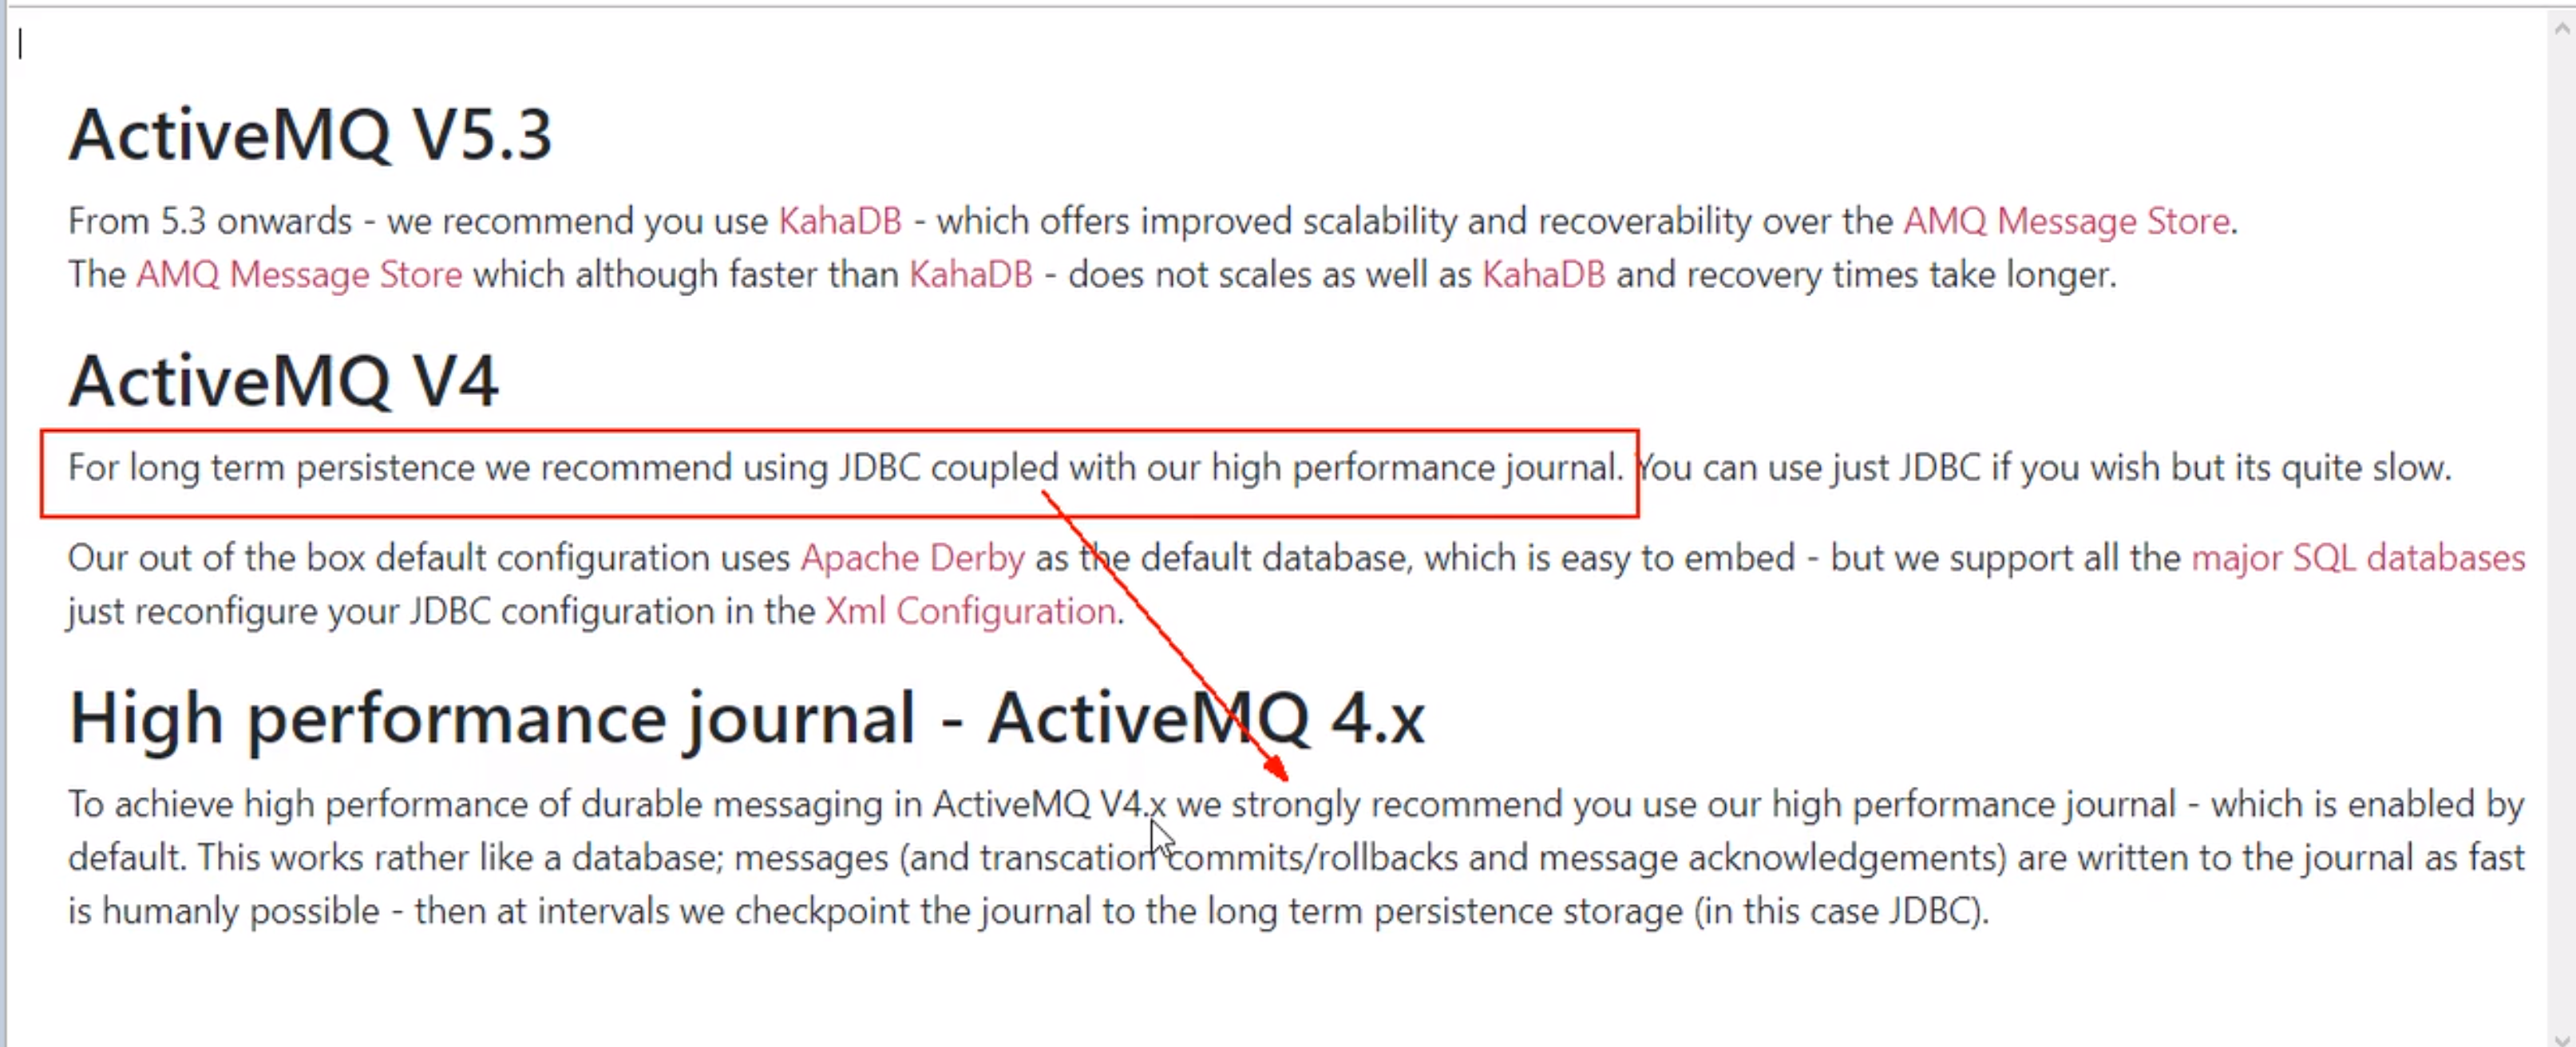 ActiveMQ V5.3
From 5.3 onwards - we recommend you use KahaDB - which offers improved scalability and recoverability over the AMQ Message Store.
The AMQ Message Store which although faster than KahaDB - does not scales as well as KahaDB and recovery times take longer.
ActiveMQ V4
For long term persistence we recommend using JDBC coupled with our high performance journal. You can use just JDBC if you wish but its quite slow.
Our out of the box default configuration uses Apache Derby as the default database, which is easy to embed - but we support all the major SQL databases
just reconfigure your JDBC configuration in the Xml Configuration.
High performance journal - ActiveMQ 4.x
To achieve high performance of durable messaging in ActiveMQ V4.x we strongly recommend you use our high performance journal - which is enabled by
default. This works rather like a database; messages (and transcation commits/rollbacks and message acknowledgements) are written to the journal as fast
is humanly possible - then at intervals we checkpoint the journal to the long term persistence storage (in this case JDBC).